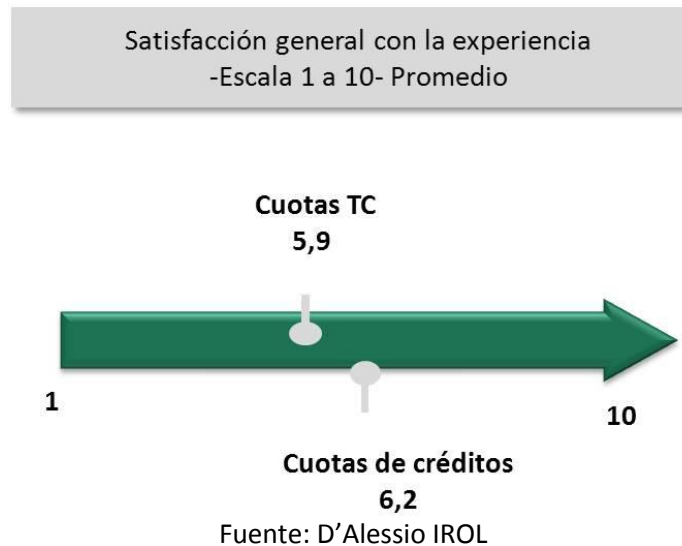 Satisfacción general con la experiencia
-Escala 1 a 10- Promedio
Cuotas TC
5,9
1
10
Cuotas de créditos
6,2
Fuente: D’Alessio IROL